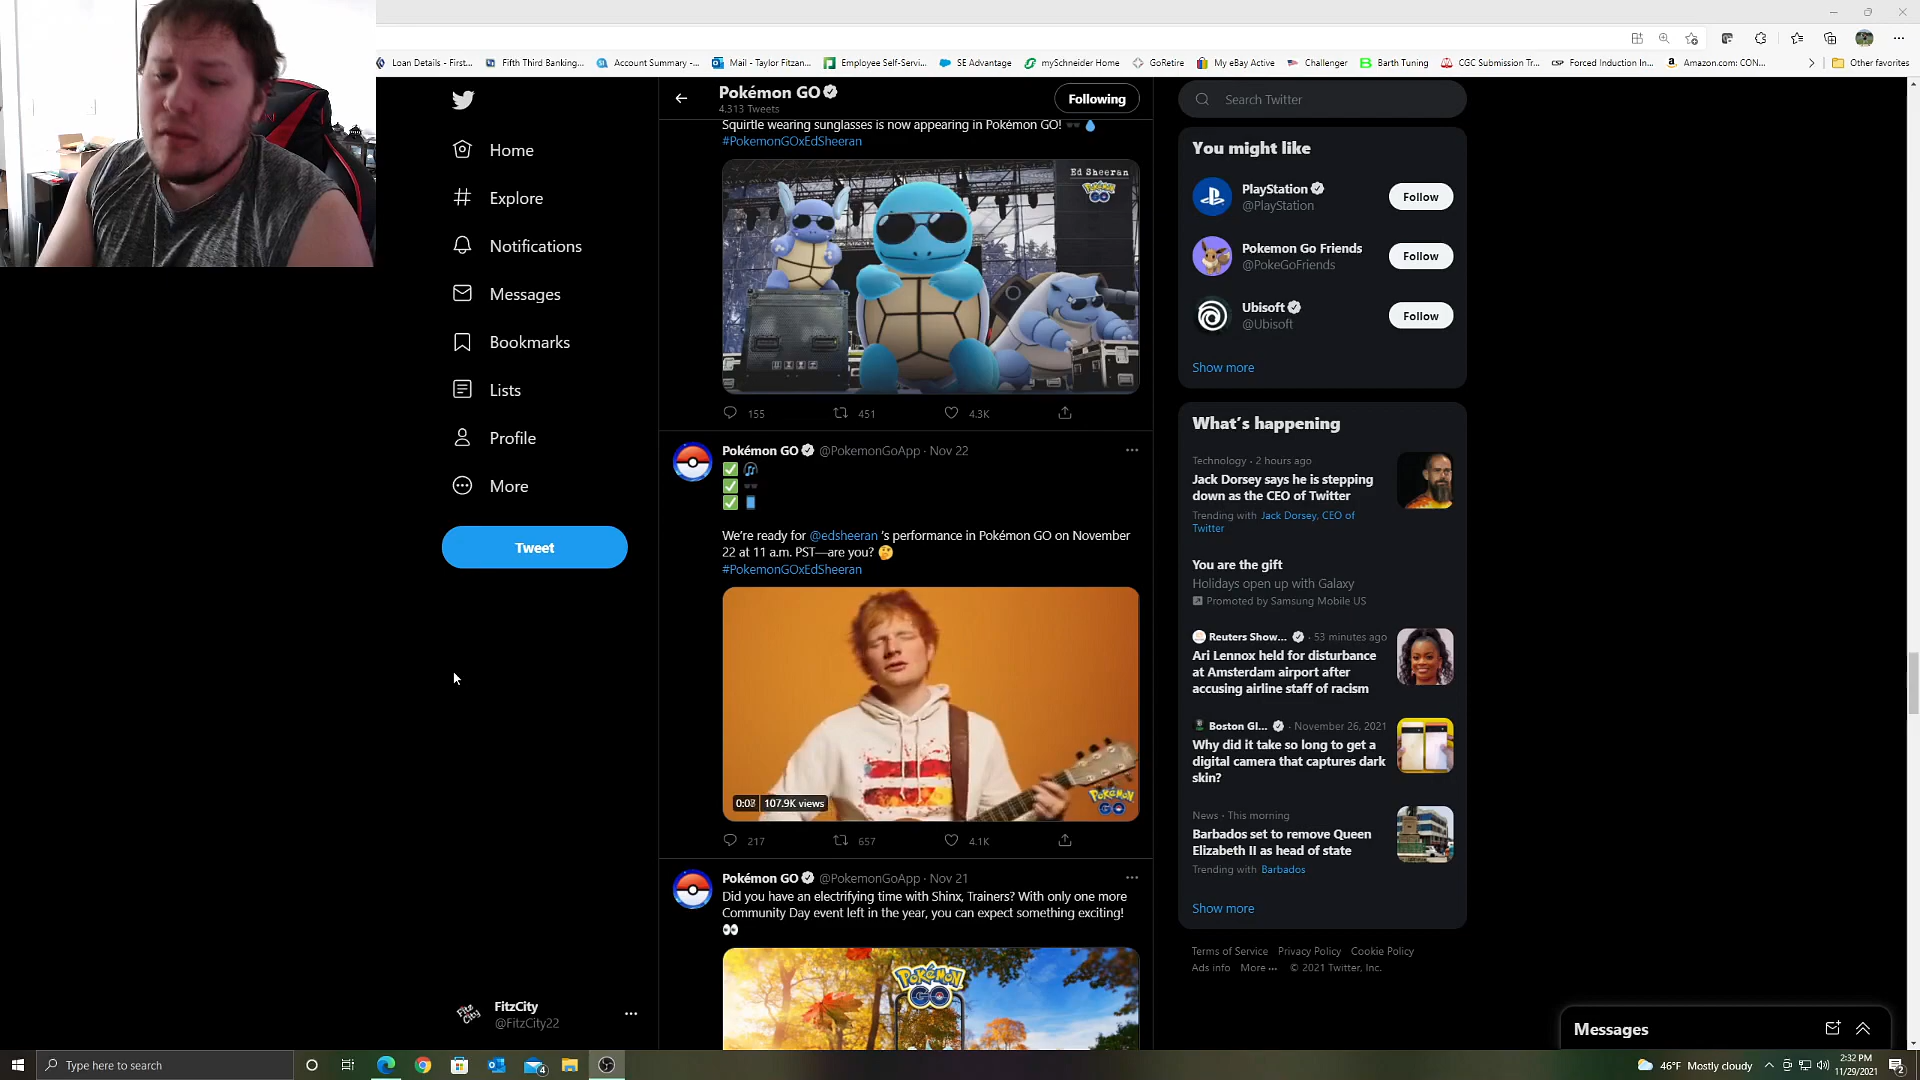 Loan Details - First...
Fifth Third Banking...
Account Summary -...
Mail - Taylor Fitzan...
Employee Self-Servi...
SE Advantage
mySchneider Home
GoRetire
My eBay Active
Challenger
Barth Tuning
CGC Submission Tr...
Forced Induction In...
Amazon.com: CON...
Other favorites
Home
Explore
Notifications
Messages
Bookmarks
Lists
Profile
More
Tweet
FitzCity
@FitzCity22
Pokémon GO
4,313 Tweets
Following
Squirtle wearing sunglasses is now appearing in Pokémon GO! 🕶️ 💧
#PokemonGOxEdSheeran
Ed Sheeran
Pokémon GO
155 451 4.3K
Pokémon GO @PokemonGoApp · Nov 22
✅ 🎧
✅ 🕶️
✅ 📱
We're ready for @edsheeran 's performance in Pokémon GO on November
22 at 11 a.m. PST—are you? 🤔
#PokemonGOxEdSheeran
107.9K views
Pokémon GO
217 657 4.1K
Pokémon GO @PokemonGoApp · Nov 21
Did you have an electrifying time with Shinx, Trainers? With only one more
Community Day event left in the year, you can expect something exciting!
👀
Pokémon GO
Search Twitter
You might like
PlayStation
@PlayStation
Follow
Pokemon Go Friends
@PokeGoFriends
Follow
Ubisoft
@Ubisoft
Follow
Show more
What's happening
Technology · 2 hours ago
Jack Dorsey says he is stepping
down as the CEO of Twitter
Trending with Jack Dorsey, CEO of
Twitter
You are the gift
Holidays open up with Galaxy
Promoted by Samsung Mobile US
Reuters Show... · 53 minutes ago
Ari Lennox held for disturbance
at Amsterdam airport after
accusing airline staff of racism
Boston Gl... · November 26, 2021
Why did it take so long to get a
digital camera that captures dark
skin?
News · This morning
Barbados set to remove Queen
Elizabeth II as head of state
Trending with Barbados
Show more
Terms of Service Privacy Policy Cookie Policy
Ads info More ··· © 2021 Twitter, Inc.
Messages
Type here to search
4
46°F Mostly cloudy
2:32 PM
11/29/2021
2